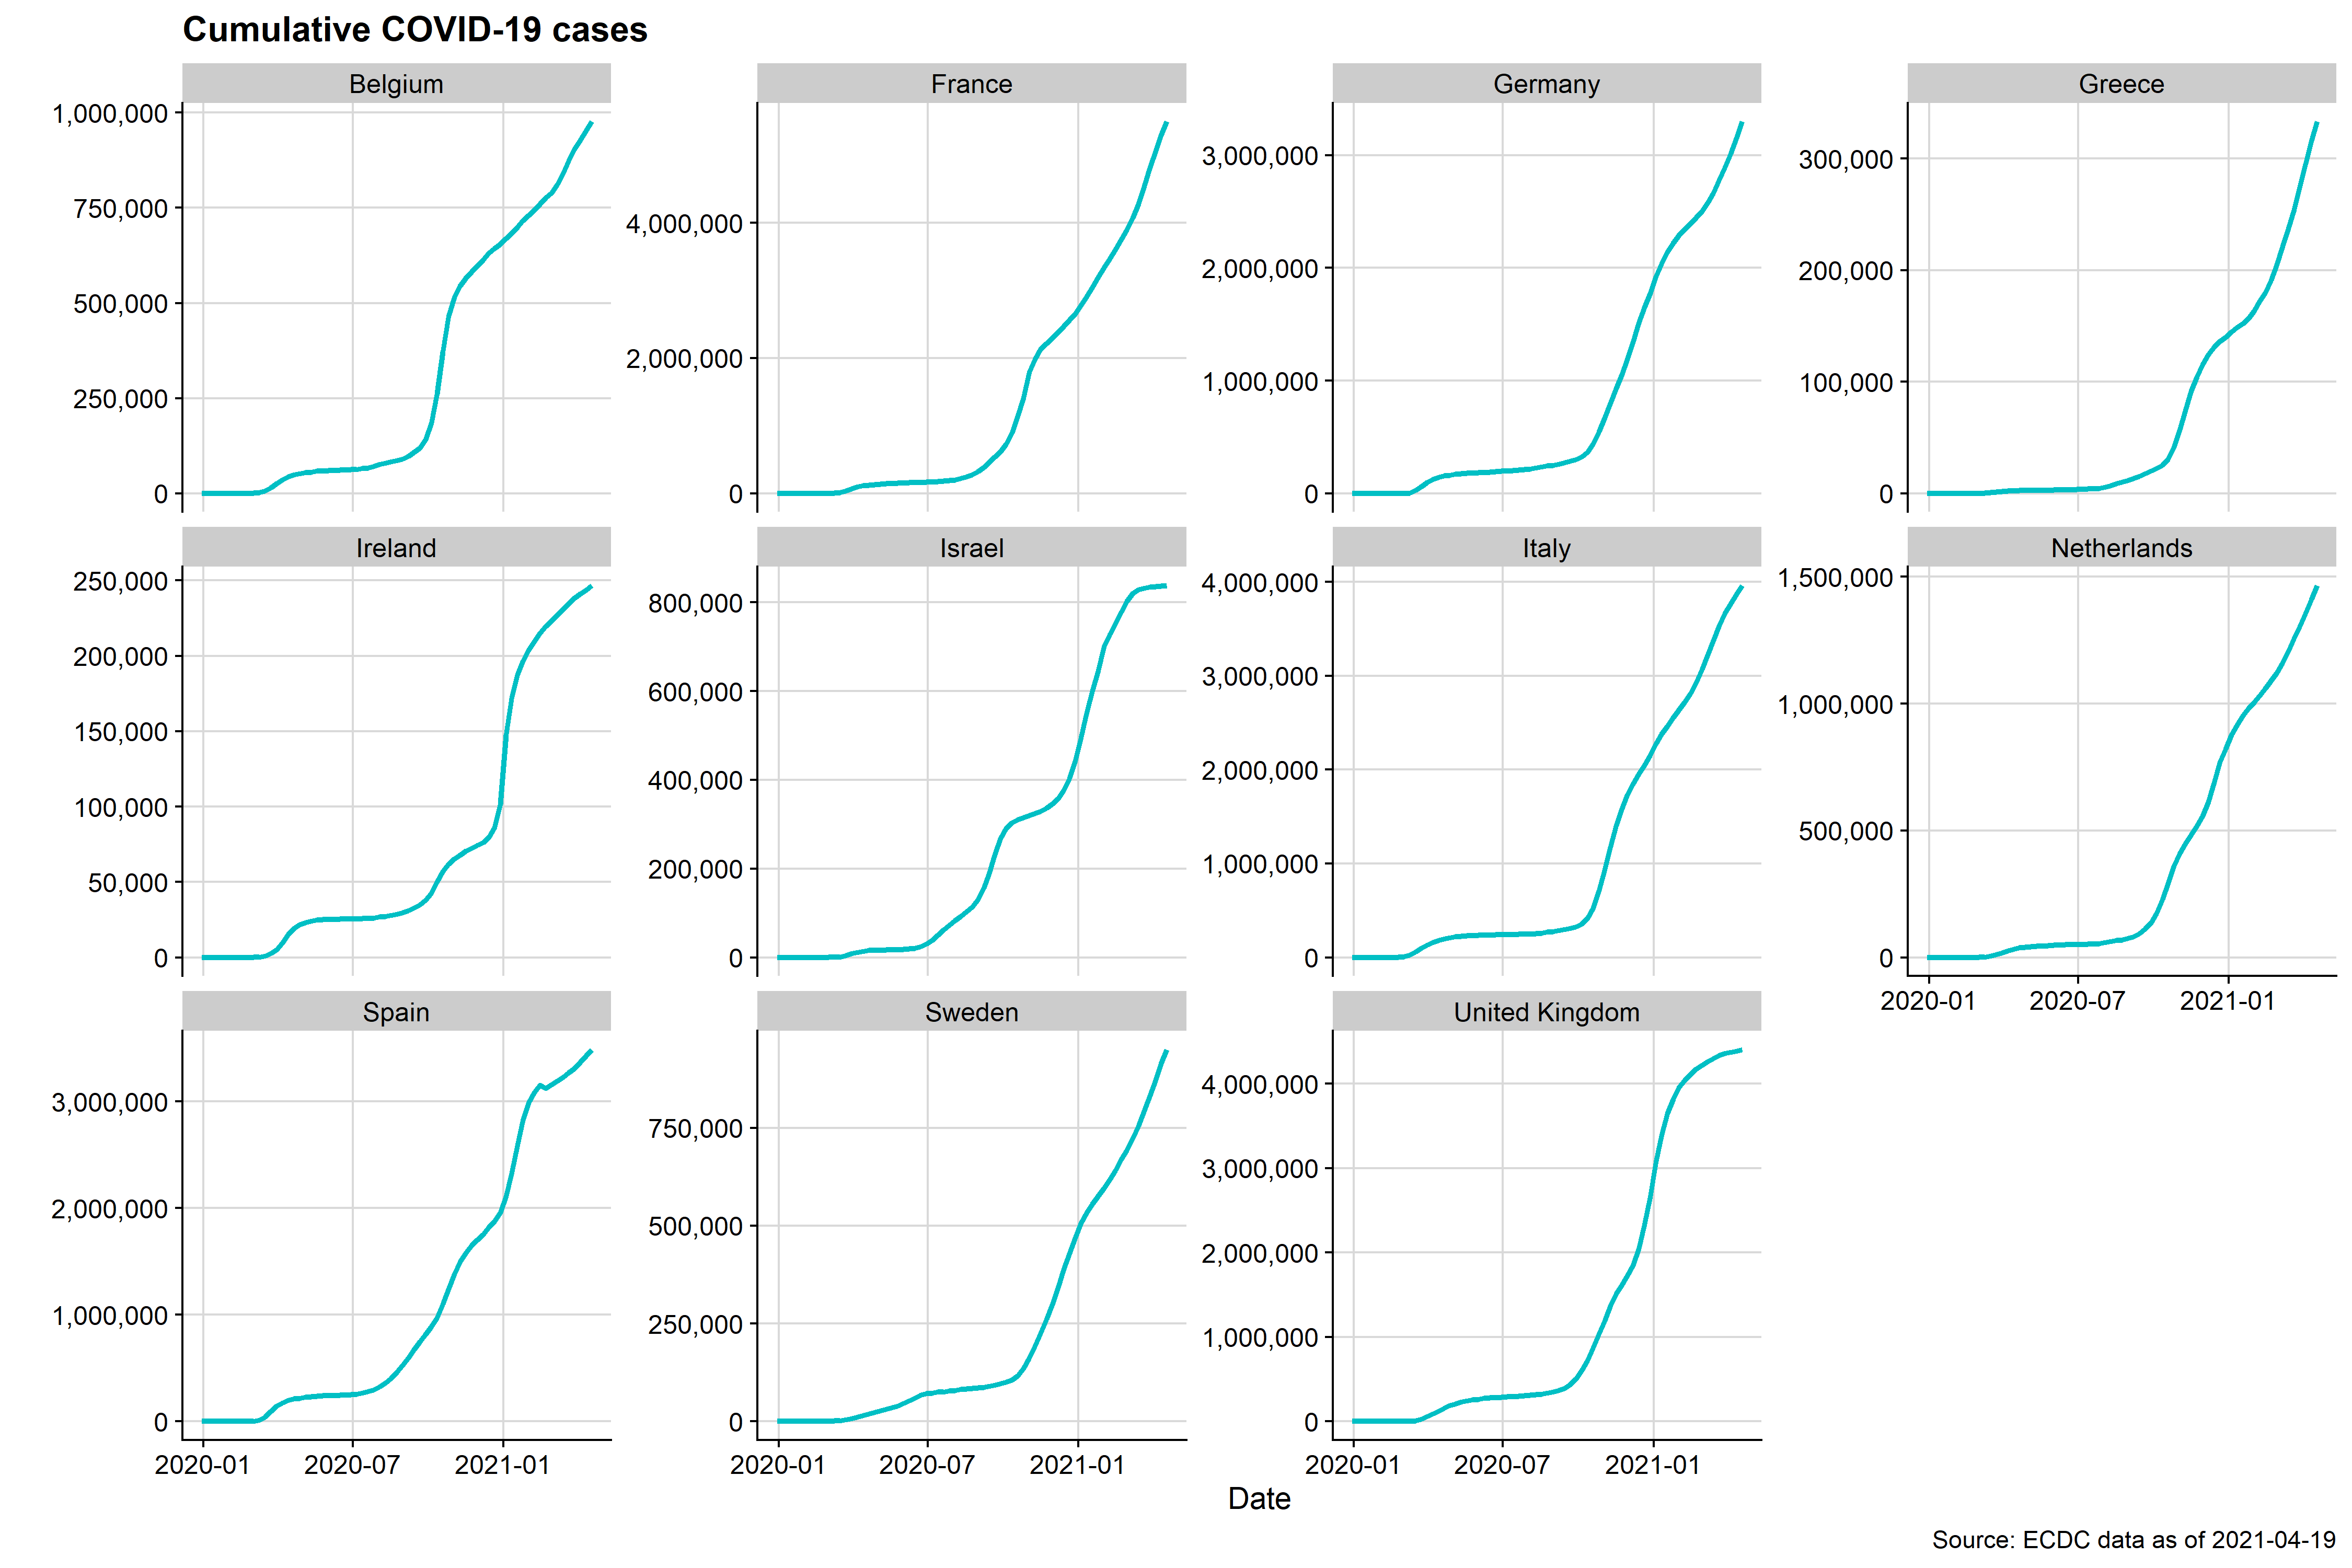 Cumulative COVID-19 cases
Belgium
1,000,000
750,000
500,000
250,000
0
France
4,000,000
2,000,000
0
Germany
3,000,000
2,000,000
1,000,000
0
Greece
300,000
200,000
100,000
0
Ireland
250,000
200,000
150,000
100,000
50,000
0
Israel
800,000
600,000
400,000
200,000
0
Italy
4,000,000
3,000,000
2,000,000
1,000,000
0
Netherlands
1,500,000
1,000,000
500,000
0
2020-01 2020-07 2021-01
Spain
3,000,000
2,000,000
1,000,000
0
2020-01 2020-07 2021-01
Sweden
750,000
500,000
250,000
0
2020-01 2020-07 2021-01
United Kingdom
4,000,000
3,000,000
2,000,000
1,000,000
0
2020-01 2020-07 2021-01
Date
Source: ECDC data as of 2021-04-19